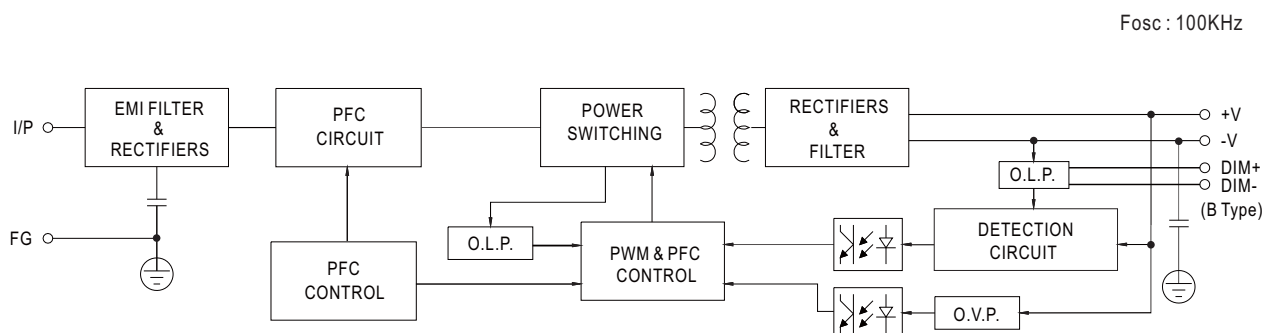 Fosc : 100KHz
I/P
EMI FILTER
&
RECTIFIERS
PFC
CIRCUIT
POWER
SWITCHING
RECTIFIERS
&
FILTER
+V
-V
DIM+
DIM-
(B Type)
O.L.P.
FG
PFC
CONTROL
O.L.P.
PWM & PFC
CONTROL
DETECTION
CIRCUIT
O.V.P.